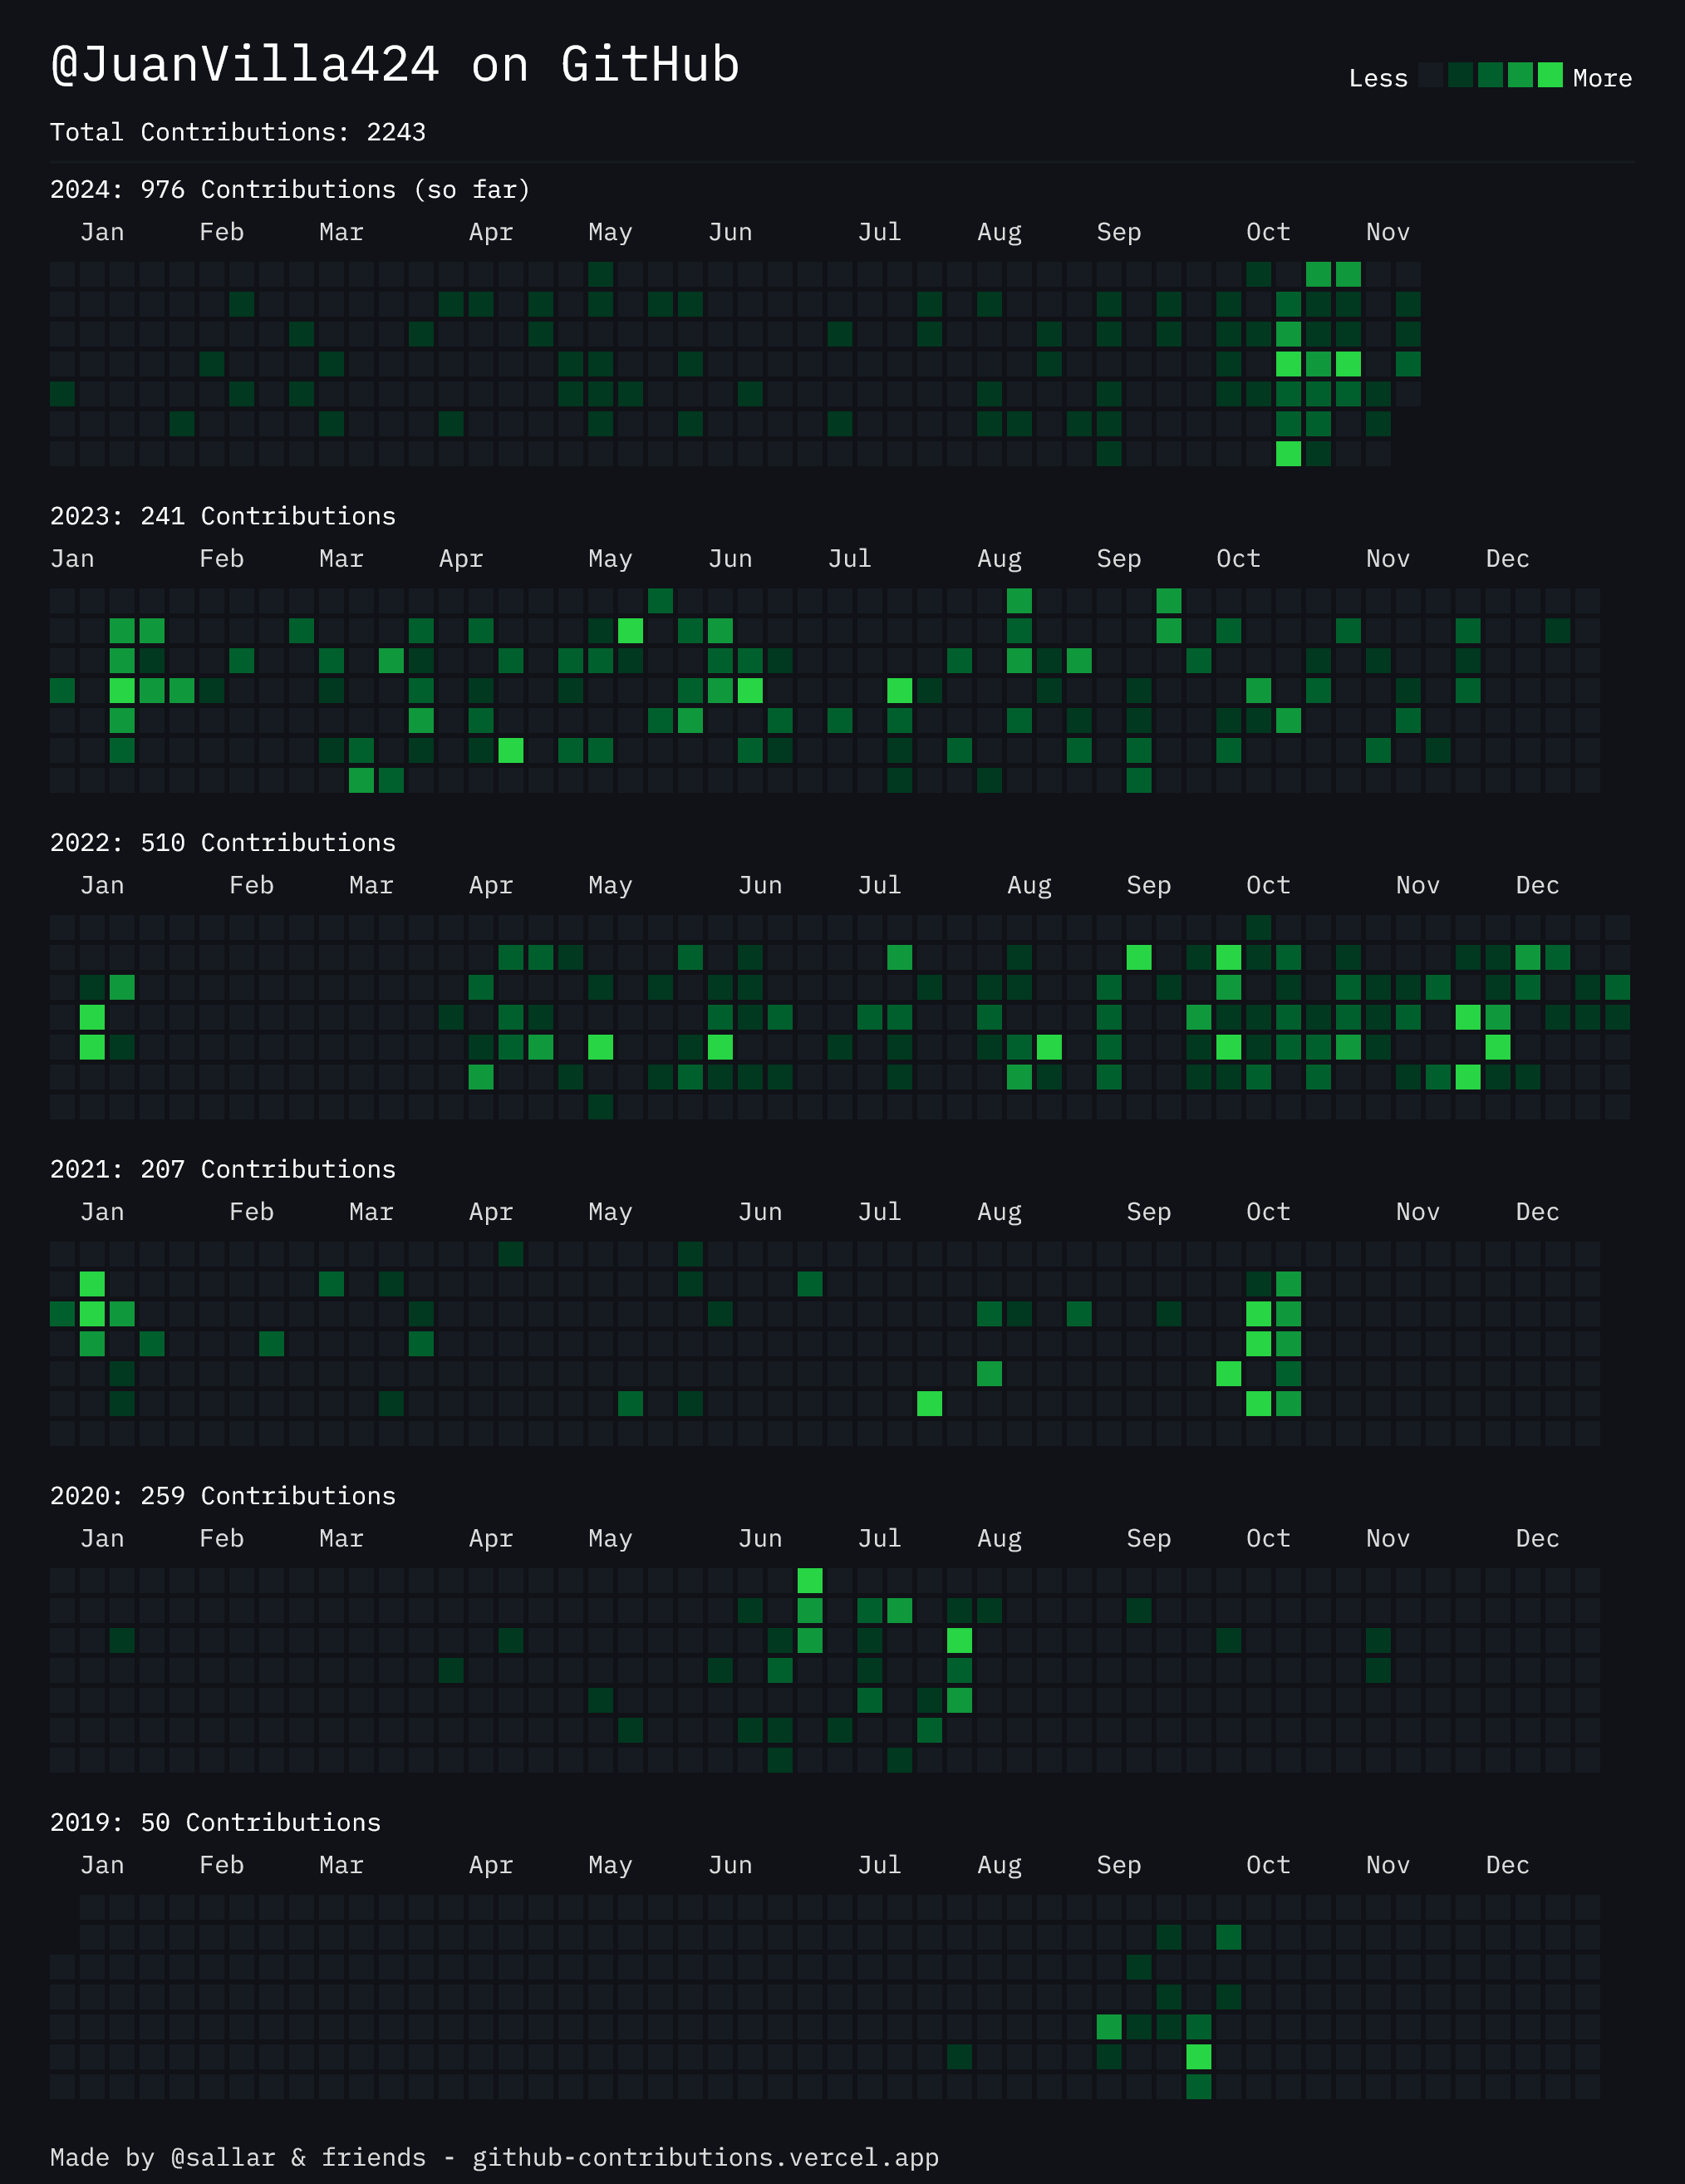 @JuanVilla424 on GitHub
Less More
Total Contributions: 2243
2024: 976 Contributions (so far)
Jan Feb Mar Apr May Jun Jul Aug Sep Oct Nov
2023: 241 Contributions
Jan Feb Mar Apr May Jun Jul Aug Sep Oct Nov Dec
2022: 510 Contributions
Jan Feb Mar Apr May Jun Jul Aug Sep Oct Nov Dec
2021: 207 Contributions
Jan Feb Mar Apr May Jun Jul Aug Sep Oct Nov Dec
2020: 259 Contributions
Jan Feb Mar Apr May Jun Jul Aug Sep Oct Nov Dec
2019: 50 Contributions
Jan Feb Mar Apr May Jun Jul Aug Sep Oct Nov Dec
Made by @sallar & friends - github-contributions.vercel.app